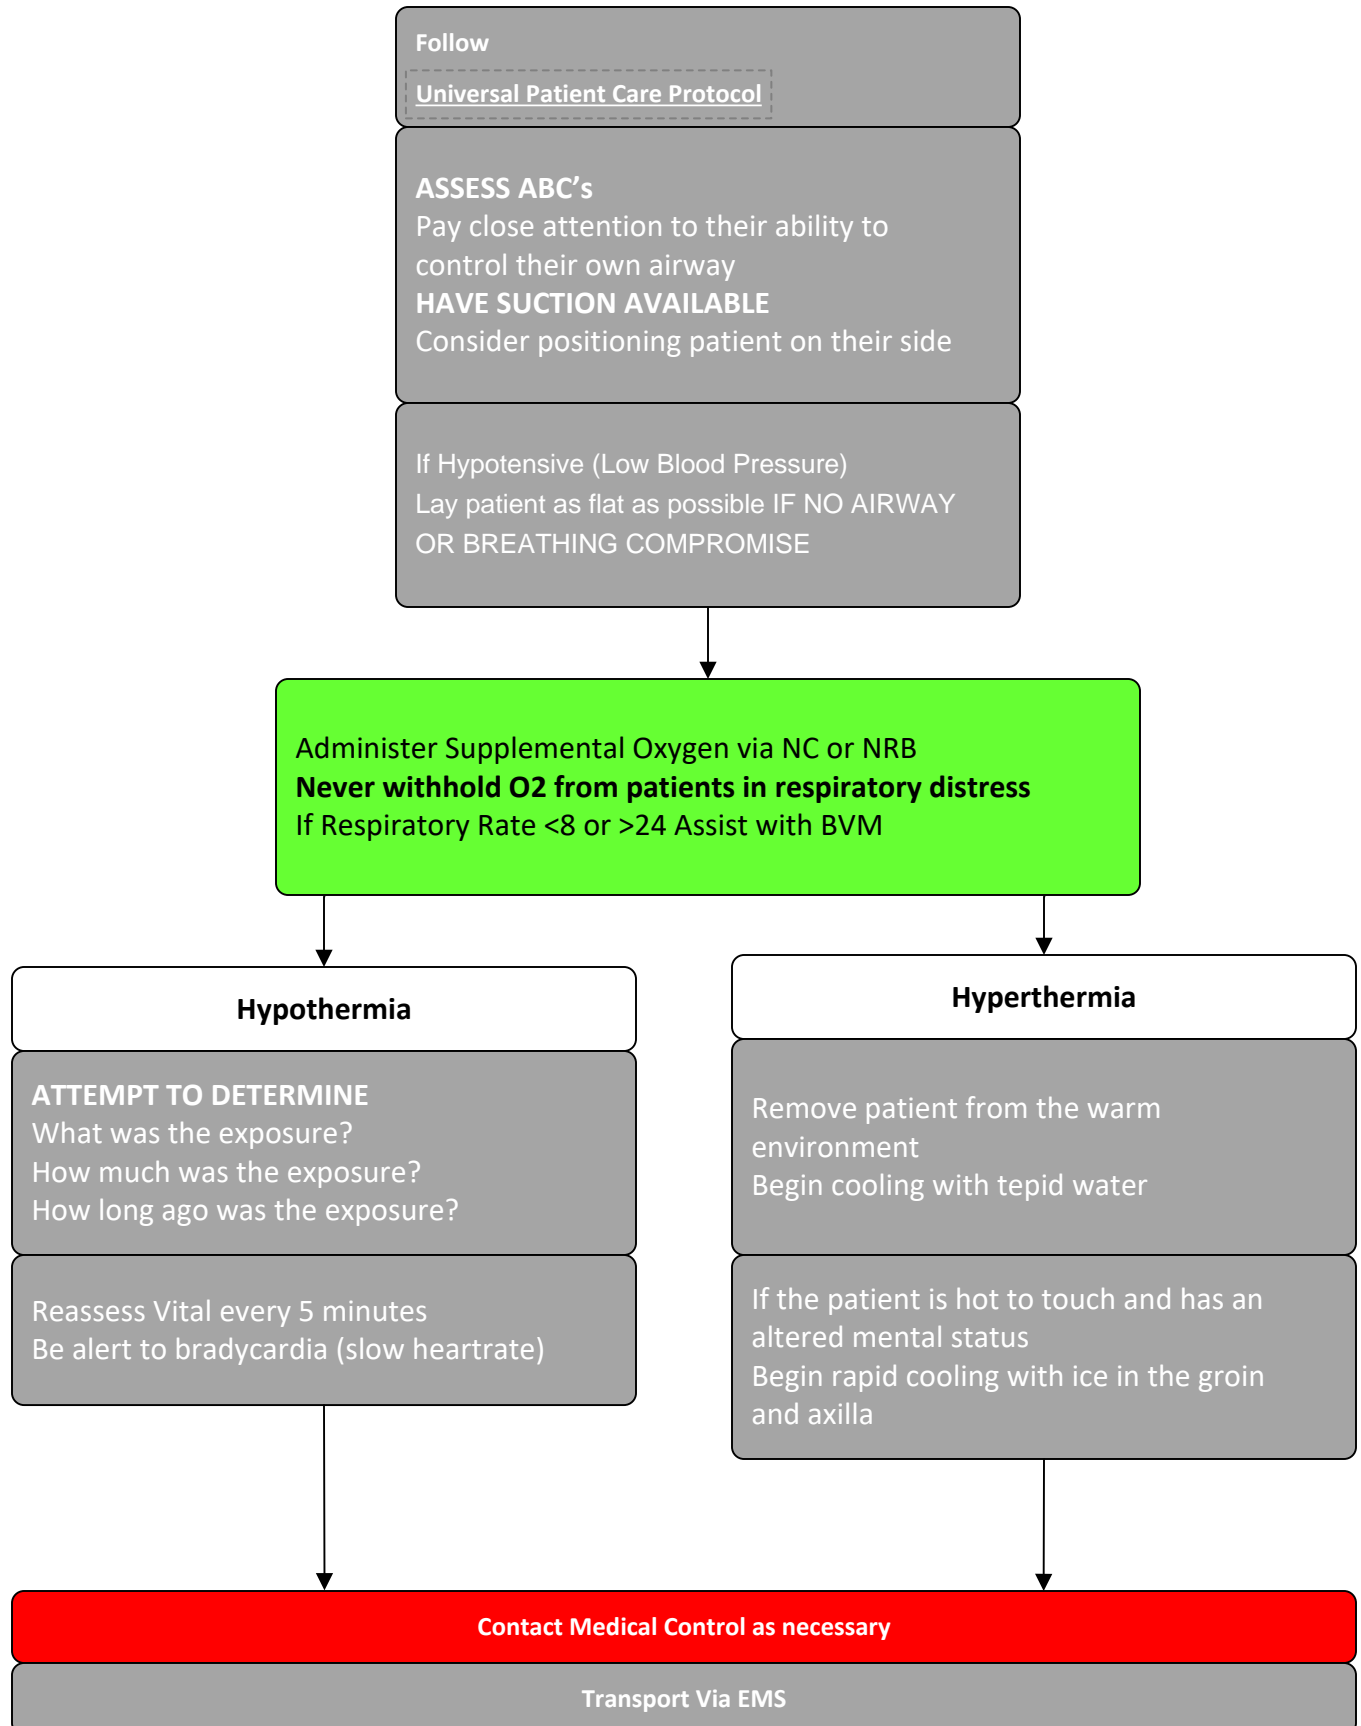 Follow
Universal Patient Care Protocol
ASSESS ABC’s
Pay close attention to their ability to
control their own airway
HAVE SUCTION AVAILABLE
Consider positioning patient on their side
If Hypotensive (Low Blood Pressure)
Lay patient as flat as possible IF NO AIRWAY
OR BREATHING COMPROMISE
Administer Supplemental Oxygen via NC or NRB
Never withhold O2 from patients in respiratory distress
If Respiratory Rate <8 or >24 Assist with BVM
Hypothermia
ATTEMPT TO DETERMINE
What was the exposure?
How much was the exposure?
How long ago was the exposure?
Reassess Vital every 5 minutes
Be alert to bradycardia (slow heartrate)
Hyperthermia
Remove patient from the warm
environment
Begin cooling with tepid water
If the patient is hot to touch and has an
altered mental status
Begin rapid cooling with ice in the groin
and axilla
Contact Medical Control as necessary
Transport Via EMS